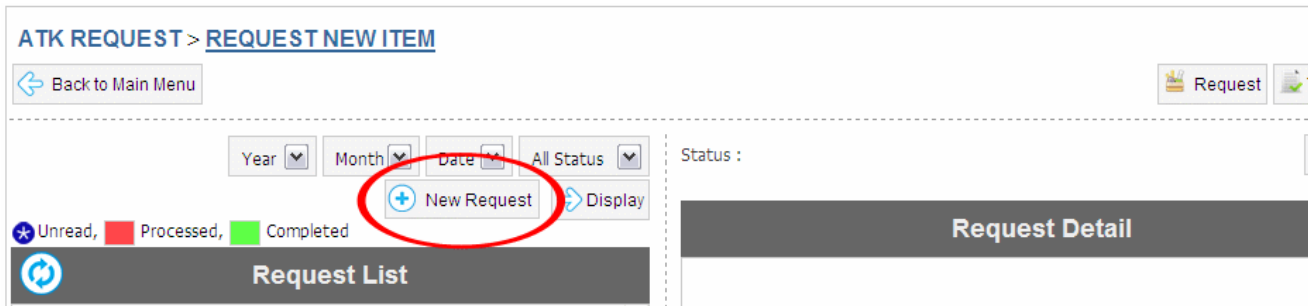 ATK REQUEST > REQUEST NEW ITEM
Back to Main Menu
Request
Year Month Date All Status
Status :
New Request Display
Unread, Processed, Completed
Request Detail
Request List